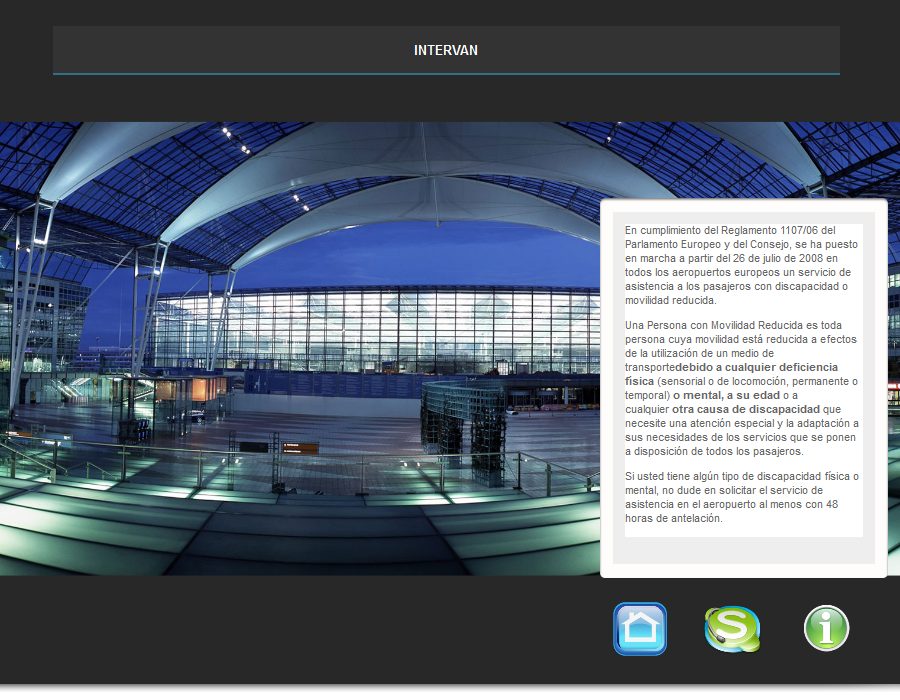 INTERVAN
En cumplimiento del Reglamento 1107/06 del
Parlamento Europeo y del Consejo, se ha puesto
en marcha a partir del 26 de julio de 2008 en
todos los aeropuertos europeos un servicio de
asistencia a los pasajeros con discapacidad o
movilidad reducida.
Una Persona con Movilidad Reducida es toda
persona cuya movilidad está reducida a efectos
de la utilización de un medio de
transportedebido a cualquier deficiencia
física (sensorial o de locomoción, permanente o
temporal) o mental, a su edad o a
cualquier otra causa de discapacidad que
necesite una atención especial y la adaptación a
sus necesidades de los servicios que se ponen
a disposición de todos los pasajeros.
Si usted tiene algún tipo de discapacidad física o
mental, no dude en solicitar el servicio de
asistencia en el aeropuerto al menos con 48
horas de antelación.
S i